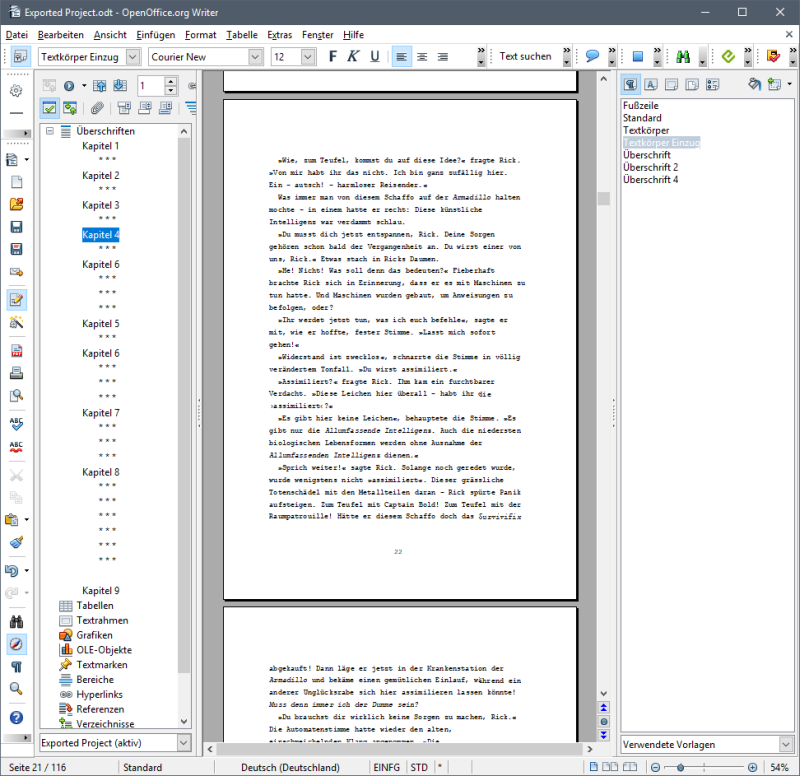 Exported Project.odt - OpenOffice.org Writer
Datei Bearbeiten Ansicht Einfügen Format Tabelle Extras Fenster Hilfe
Textkörper Einzug Courier New 12 F K U Text suchen
1
Überschriften
Kapitel 1
* * *
Kapitel 2
* * *
Kapitel 3
* * *
Kapitel 4
* * *
Kapitel 6
* * *
* * *
* * *
Kapitel 5
* * *
Kapitel 6
* * *
* * *
* * *
Kapitel 7
* * *
* * *
* * *
Kapitel 8
* * *
* * *
* * *
* * *
* * *
* * *
Kapitel 9
Tabellen
Textrahmen
Grafiken
OLE-Objekte
Textmarken
Bereiche
Hyperlinks
Referenzen
Verzeichnisse
Exported Project (aktiv)
»Wie, zum Teufel, kommst du auf diese Idee?« fragte Rick.
»Von mir habt ihr das nicht. Ich bin ganz zufällig hier.
Ein - autsch! - harmloser Reisender.«
Was immer man von diesem Schaffo auf der Armadillo halten
mochte - in einem hatte er recht: Diese künstliche
Intelligenz war verdammt schlau.
»Du musst dich jetzt entspannen, Rick. Deine Sorgen
gehören schon bald der Vergangenheit an. Du wirst einer von
uns, Rick.« Etwas stach in Ricks Daumen.
»He! Nicht! Was soll denn das bedeuten?« Fieberhaft
brachte Rick sich in Erinnerung, dass er es mit Maschinen zu
tun hatte. Und Maschinen wurden gebaut, um Anweisungen zu
befolgen, oder?
»Ihr werdet jetzt tun, was ich euch befehle«, sagte er
mit, wie er hoffte, fester Stimme. »Lasst mich sofort
gehen!«
»Widerstand ist zwecklos«, schnarrte die Stimme in völlig
verändertem Tonfall. »Du wirst assimiliert.«
»Assimiliert?« fragte Rick. Ihm kam ein furchtbarer
Verdacht. »Diese Leichen hier überall - habt ihr die
›assimiliert‹?«
»Es gibt hier keine Leichen«, behauptete die Stimme. »Es
gibt nur die Allumfassende Intelligenz. Auch die niedersten
biologischen Lebensformen werden ohne Ausnahme der
Allumfassenden Intelligenz dienen.«
»Sprich weiter!« sagte Rick. Solange noch geredet wurde,
wurde wenigstens nicht »assimiliert«. Dieser grässliche
Totenschädel mit den Metallteilen daran - Rick spürte Panik
aufsteigen. Zum Teufel mit Captain Bold! Zum Teufel mit der
Raumpatrouille! Hätte er diesem Schaffo doch das Survivifix
22
abgekauft! Dann läge er jetzt in der Krankenstation der
Armadillo und bekäme einen gemütlichen Einlauf, während ein
anderer Unglücksrabe sich hier assimilieren lassen könnte!
Muss denn immer ich der Dumme sein?
»Du brauchst dir wirklich keine Sorgen zu machen, Rick.«
Die Automatenstimme hatte wieder den alten,
einschmeichelnden Klang angenommen. »Die
Fußzeile
Standard
Textkörper
Textkörper Einzug
Überschrift
Überschrift 2
Überschrift 4
Verwendete Vorlagen
Seite 21 / 116 Standard Deutsch (Deutschland) EINFG STD * 54%